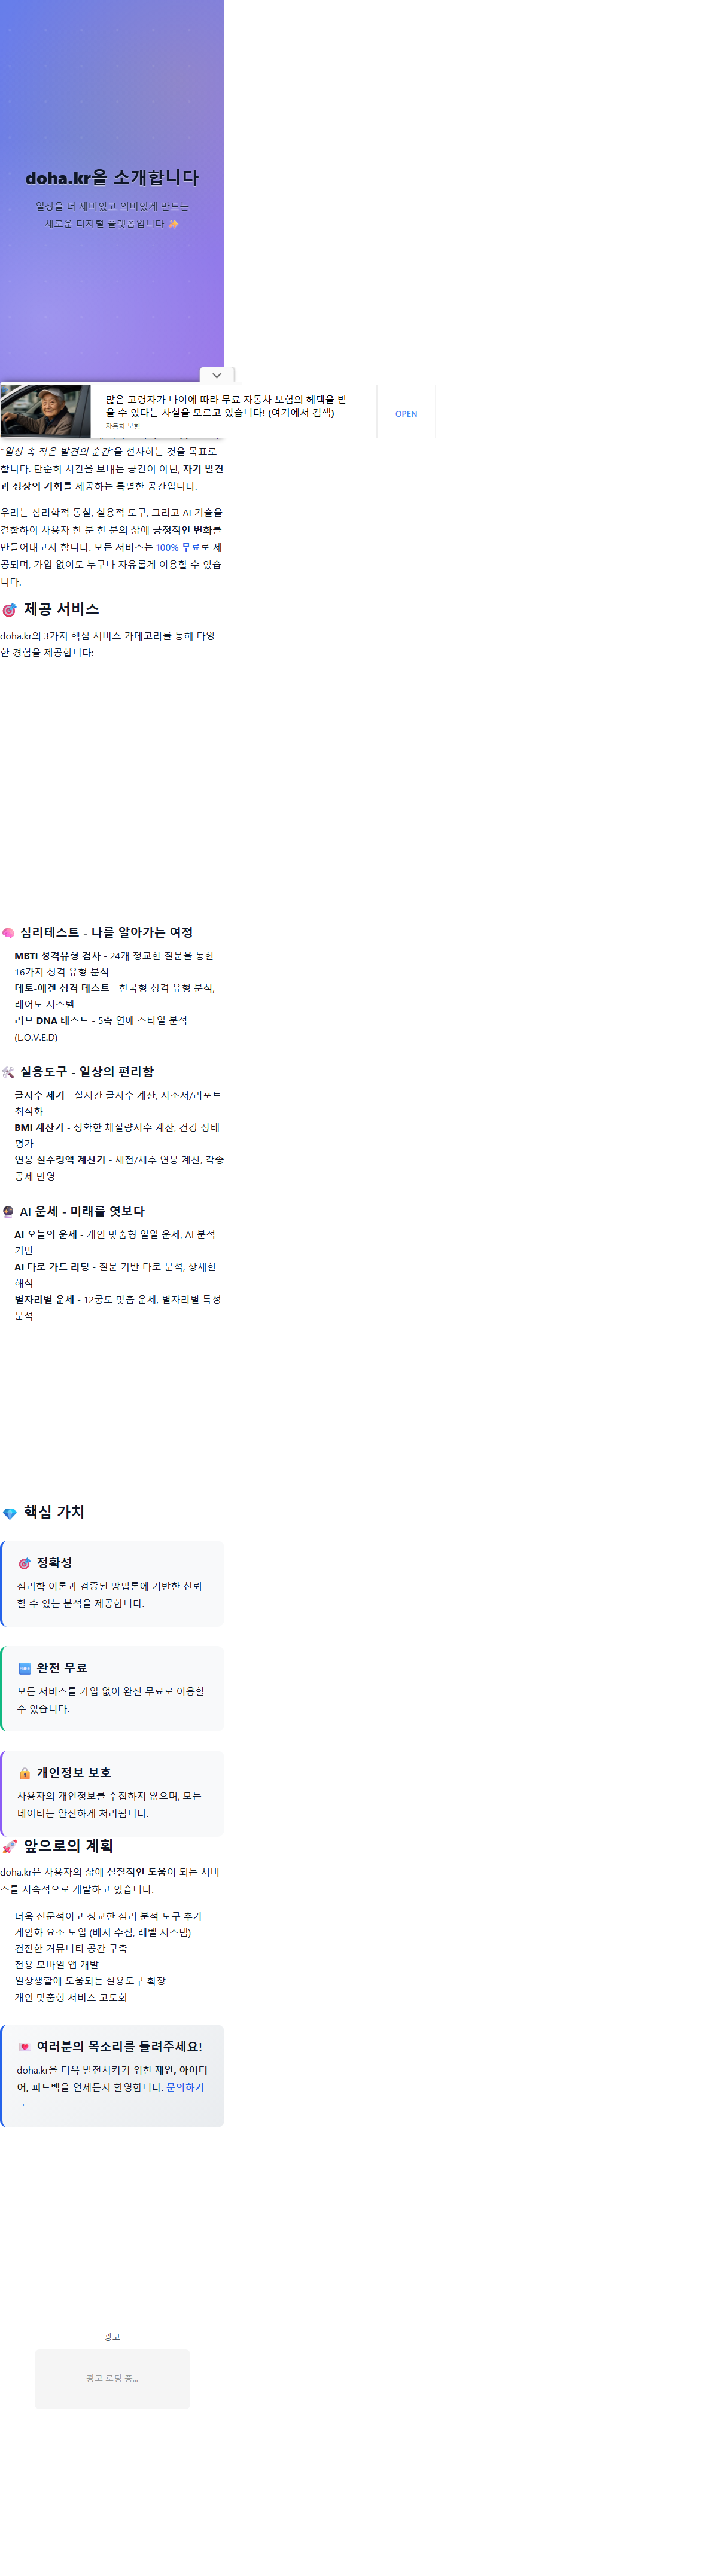 doha.kr을 소개합니다
일상을 더 재미있고 의미있게 만드는
새로운 디지털 플랫폼입니다 ✨
많은 고령자가 나이에 따라 무료 자동차 보험의 혜택을 받
을 수 있다는 사실을 모르고 있습니다! (여기에서 검색)
자동차 보험
OPEN
"일상 속 작은 발견의 순간"을 선사하는 것을 목표로
합니다. 단순히 시간을 보내는 공간이 아닌, 자기 발견
과 성장의 기회를 제공하는 특별한 공간입니다.
우리는 심리학적 통찰, 실용적 도구, 그리고 AI 기술을
결합하여 사용자 한 분 한 분의 삶에 긍정적인 변화를
만들어내고자 합니다. 모든 서비스는 100% 무료로 제
공되며, 가입 없이도 누구나 자유롭게 이용할 수 있습
니다.
🎯 제공 서비스
doha.kr의 3가지 핵심 서비스 카테고리를 통해 다양
한 경험을 제공합니다:
🧠 심리테스트 - 나를 알아가는 여정
MBTI 성격유형 검사 - 24개 정교한 질문을 통한
16가지 성격 유형 분석
테토-에겐 성격 테스트 - 한국형 성격 유형 분석,
레어도 시스템
러브 DNA 테스트 - 5축 연애 스타일 분석
(L.O.V.E.D)
🛠️ 실용도구 - 일상의 편리함
글자수 세기 - 실시간 글자수 계산, 자소서/리포트
최적화
BMI 계산기 - 정확한 체질량지수 계산, 건강 상태
평가
연봉 실수령액 계산기 - 세전/세후 연봉 계산, 각종
공제 반영
🔮 AI 운세 - 미래를 엿보다
AI 오늘의 운세 - 개인 맞춤형 일일 운세, AI 분석
기반
AI 타로 카드 리딩 - 질문 기반 타로 분석, 상세한
해석
별자리별 운세 - 12궁도 맞춤 운세, 별자리별 특성
분석
💎 핵심 가치
🎯 정확성
심리학 이론과 검증된 방법론에 기반한 신뢰
할 수 있는 분석을 제공합니다.
🆓 완전 무료
모든 서비스를 가입 없이 완전 무료로 이용할
수 있습니다.
🔒 개인정보 보호
사용자의 개인정보를 수집하지 않으며, 모든
데이터는 안전하게 처리됩니다.
🚀 앞으로의 계획
doha.kr은 사용자의 삶에 실질적인 도움이 되는 서비
스를 지속적으로 개발하고 있습니다.
더욱 전문적이고 정교한 심리 분석 도구 추가
게임화 요소 도입 (배지 수집, 레벨 시스템)
건전한 커뮤니티 공간 구축
전용 모바일 앱 개발
일상생활에 도움되는 실용도구 확장
개인 맞춤형 서비스 고도화
💌 여러분의 목소리를 들려주세요!
doha.kr을 더욱 발전시키기 위한 제안, 아이디
어, 피드백을 언제든지 환영합니다. 문의하기
→
광고
광고 로딩 중...